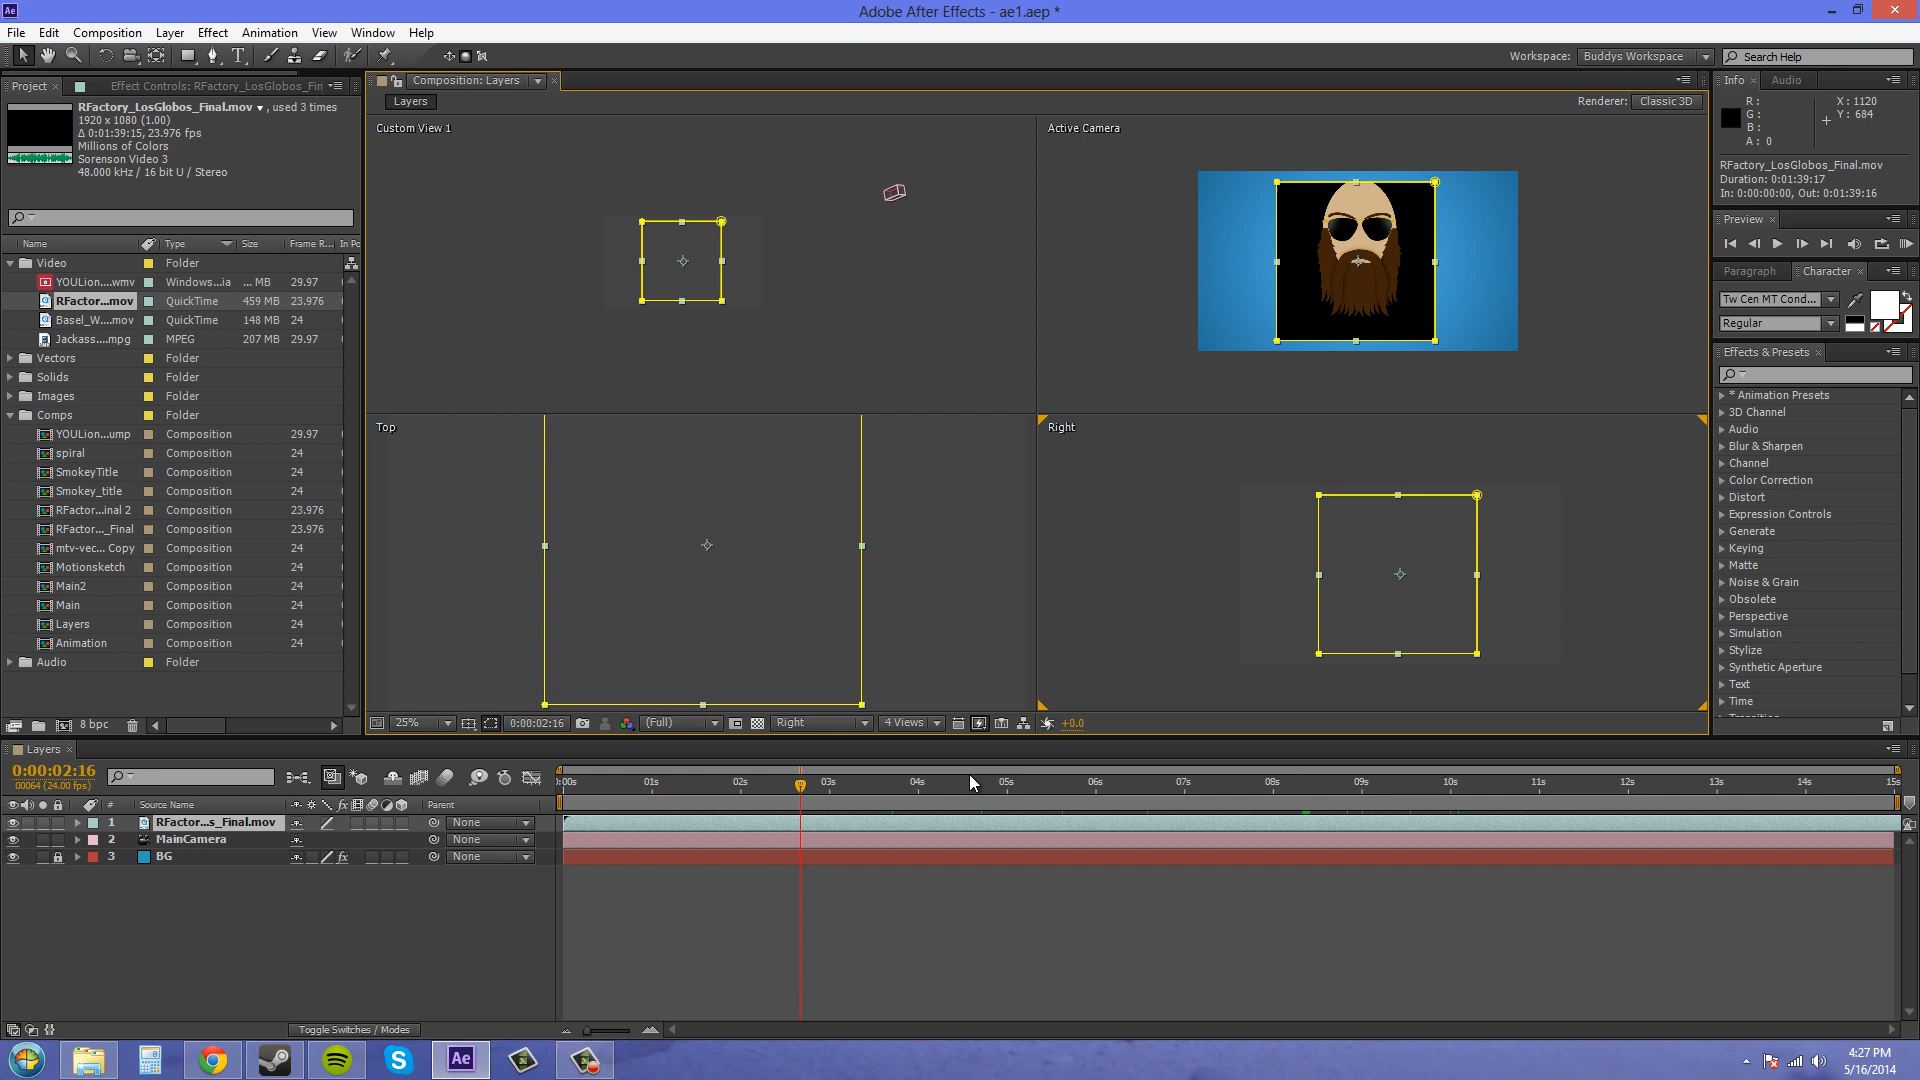 Ae
Adobe After Effects - ae1.aep *
File Edit Composition Layer Effect Animation View Window Help
Workspace: Buddys Workspace Search Help
Project Effect Controls: RFactory_LosGlobos_Fin
RFactory_LosGlobos_Final.mov , used 3 times
1920 x 1080 (1.00)
Δ 0:01:39:15, 23.976 fps
Millions of Colors
Sorenson Video 3
48.000 kHz / 16 bit U / Stereo
Name Type Size Frame R... In Po
Video Folder
YOULion....wmv Windows...ia ... MB 29.97
RFactor...mov QuickTime 459 MB 23.976
Basel_W....mov QuickTime 148 MB 24
Jackass....mpg MPEG 207 MB 29.97
Vectors Folder
Solids Folder
Images Folder
Comps Folder
YOULion...ump Composition 29.97
spiral Composition 24
SmokeyTitle Composition 24
Smokey_title Composition 24
RFactor...inal 2 Composition 23.976
RFactor..._Final Composition 23.976
mtv-vec... Copy Composition 24
Motionsketch Composition 24
Main2 Composition 24
Main Composition 24
Layers Composition 24
Animation Composition 24
Audio Folder
8 bpc
Composition: Layers
Layers
Renderer: Classic 3D
Custom View 1
Active Camera
Top
Right
25% 0:00:02:16 (Full) Right 4 Views +0.0
Info Audio
R :
G :
B :
A : 0
X : 1120
Y : 684
RFactory_LosGlobos_Final.mov
Duration: 0:01:39:17
In: 0:00:00:00, Out: 0:01:39:16
Preview
Paragraph Character
Tw Cen MT Cond...
Regular
Effects & Presets
* Animation Presets
3D Channel
Audio
Blur & Sharpen
Channel
Color Correction
Distort
Expression Controls
Generate
Keying
Matte
Noise & Grain
Obsolete
Perspective
Simulation
Stylize
Synthetic Aperture
Text
Time
Layers
0:00:02:16
00064 (24.00 fps)
:00s 01s 02s 03s 04s 05s 06s 07s 08s 09s 10s 11s 12s 13s 14s 15s
# Source Name fx Parent
1 RFactor...s_Final.mov None
2 MainCamera None
3 BG fx None
Toggle Switches / Modes
Ae
4:27 PM
5/16/2014